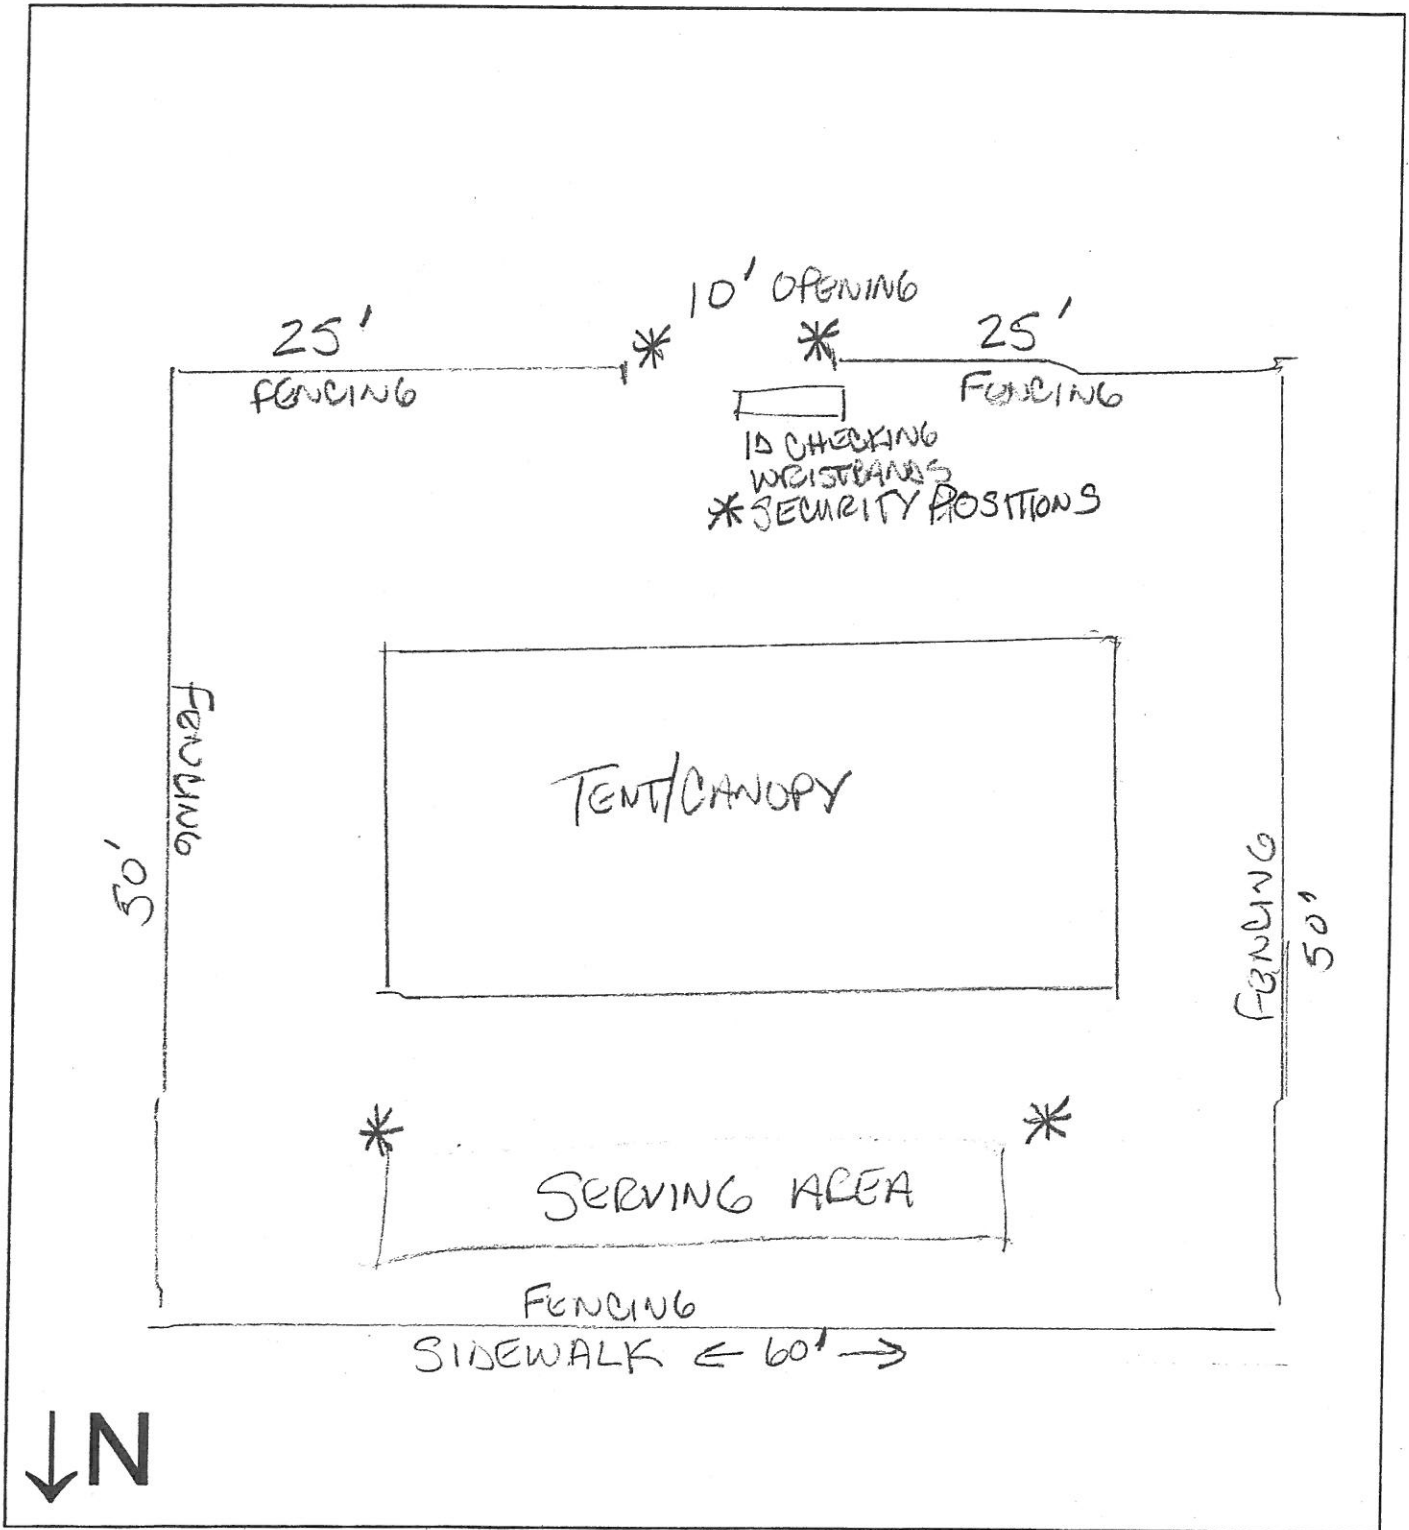 10' OPENING
25'
25'
FENCING
FENCING
ID CHECKING
WRISTBANDS
* SECURITY POSITIONS
FENCING
50'
TENT/CANOPY
FENCING
50'
SERVING AREA
FENCING
SIDEWALK ← 60' →
↓N